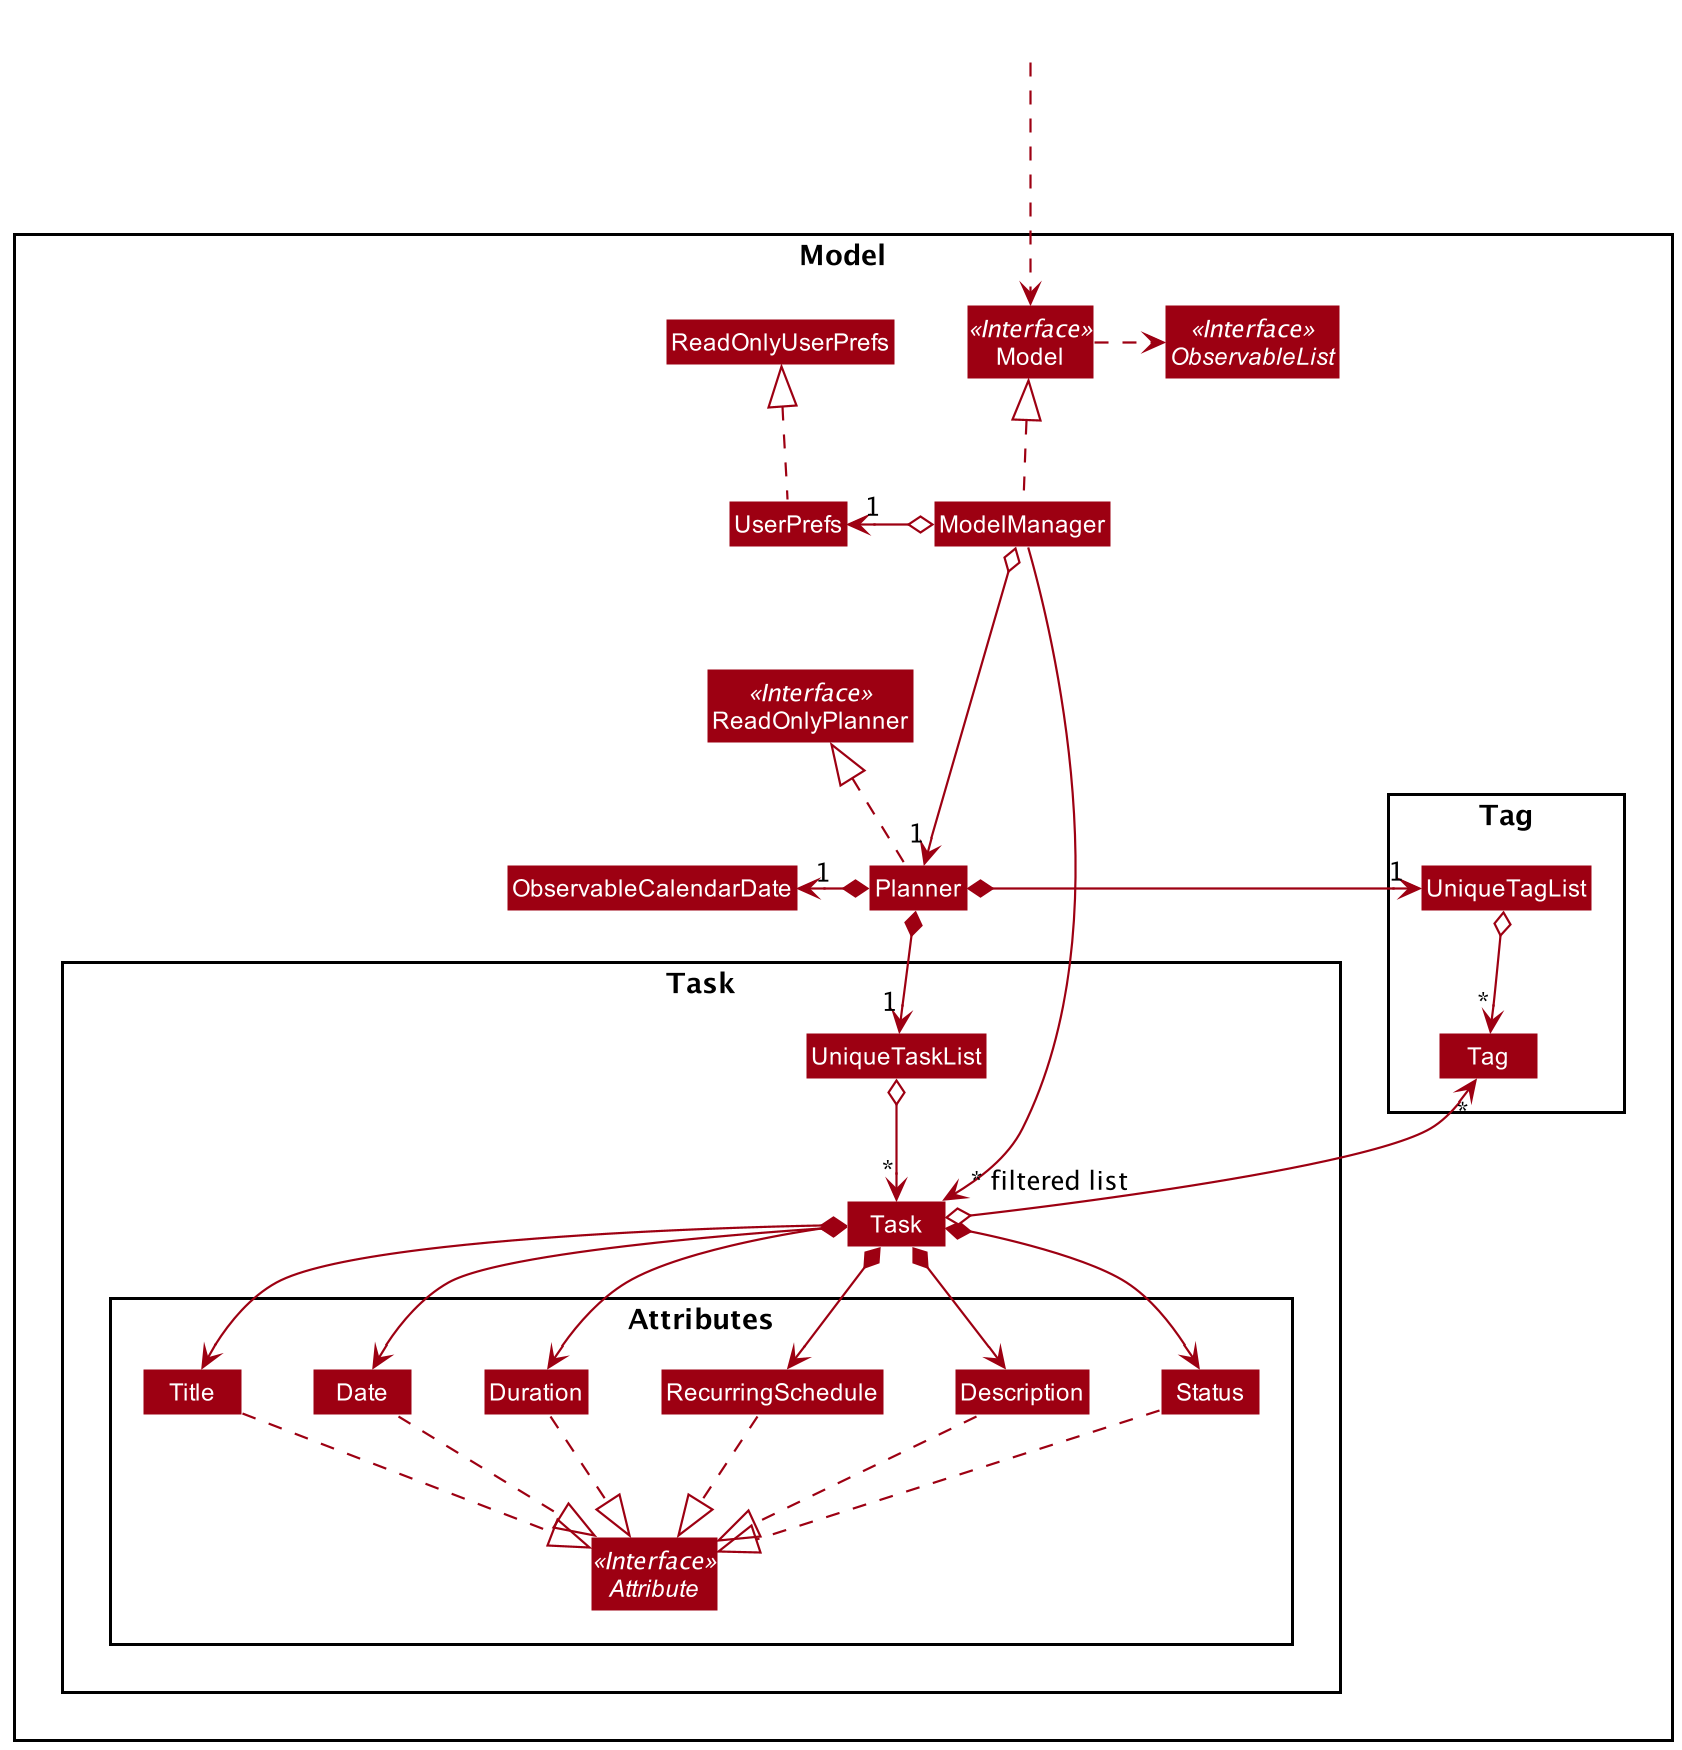 Model
«Interface»
Model
«Interface»
ObservableList
ReadOnlyUserPrefs
UserPrefs
1
ModelManager
«Interface»
ReadOnlyPlanner
1
Tag
ObservableCalendarDate
1
Planner
1
UniqueTagList
Task
1
*
UniqueTaskList
Tag
*
*
* filtered list
Task
Attributes
Title
Date
Duration
RecurringSchedule
Description
Status
«Interface»
Attribute